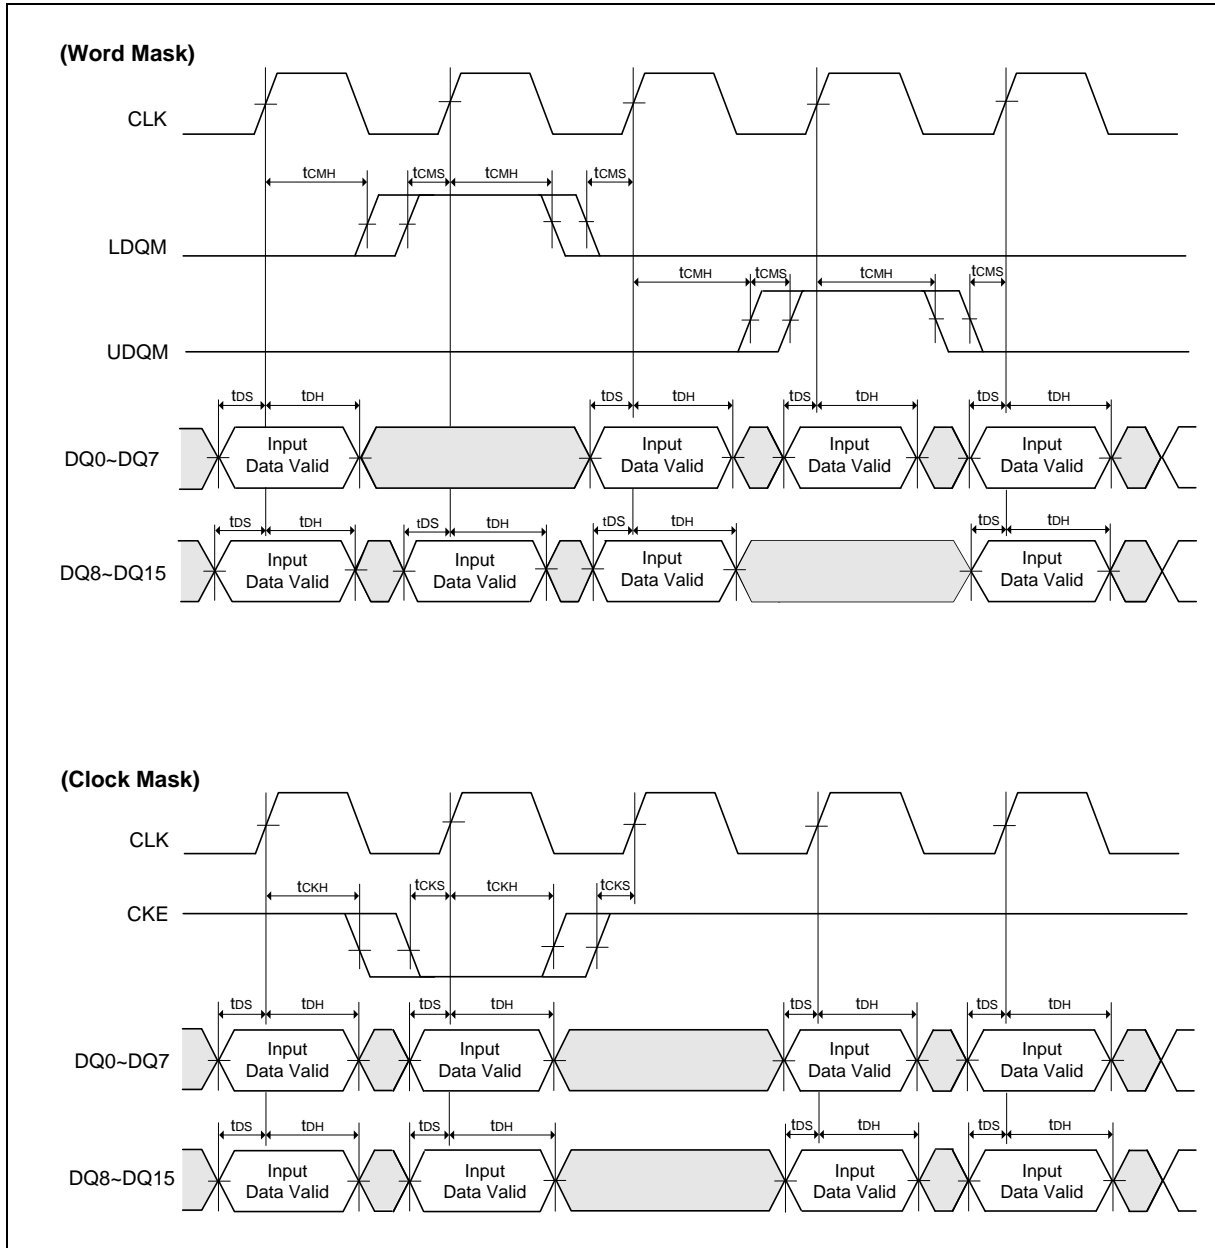 (Word Mask)
CLK
tCMH tCMS tCMH tCMS
LDQM
tCMH tCMS tCMH tCMS
UDQM
tDS tDH tDS tDH tDS tDH tDS tDH
DQ0~DQ7
Input Data Valid
Input Data Valid
Input Data Valid
Input Data Valid
tDS tDH tDS tDH tDS tDH tDS tDH
DQ8~DQ15
Input Data Valid
Input Data Valid
Input Data Valid
Input Data Valid
(Clock Mask)
CLK
tCKH tCKS tCKH tCKS
CKE
tDS tDH tDS tDH tDS tDH tDS tDH
DQ0~DQ7
Input Data Valid
Input Data Valid
Input Data Valid
Input Data Valid
tDS tDH tDS tDH tDS tDH tDS tDH
DQ8~DQ15
Input Data Valid
Input Data Valid
Input Data Valid
Input Data Valid